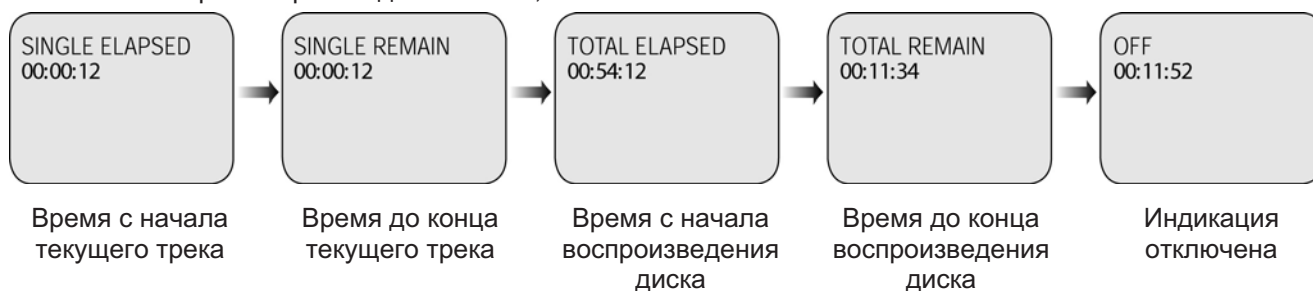 SINGLE ELAPSED
00:00:12
SINGLE REMAIN
00:00:12
TOTAL ELAPSED
00:54:12
TOTAL REMAIN
00:11:34
OFF
00:11:52
Время с начала
текущего трека
Время до конца
текущего трека
Время с начала
воспроизведения
диска
Время до конца
воспроизведения
диска
Индикация
отключена